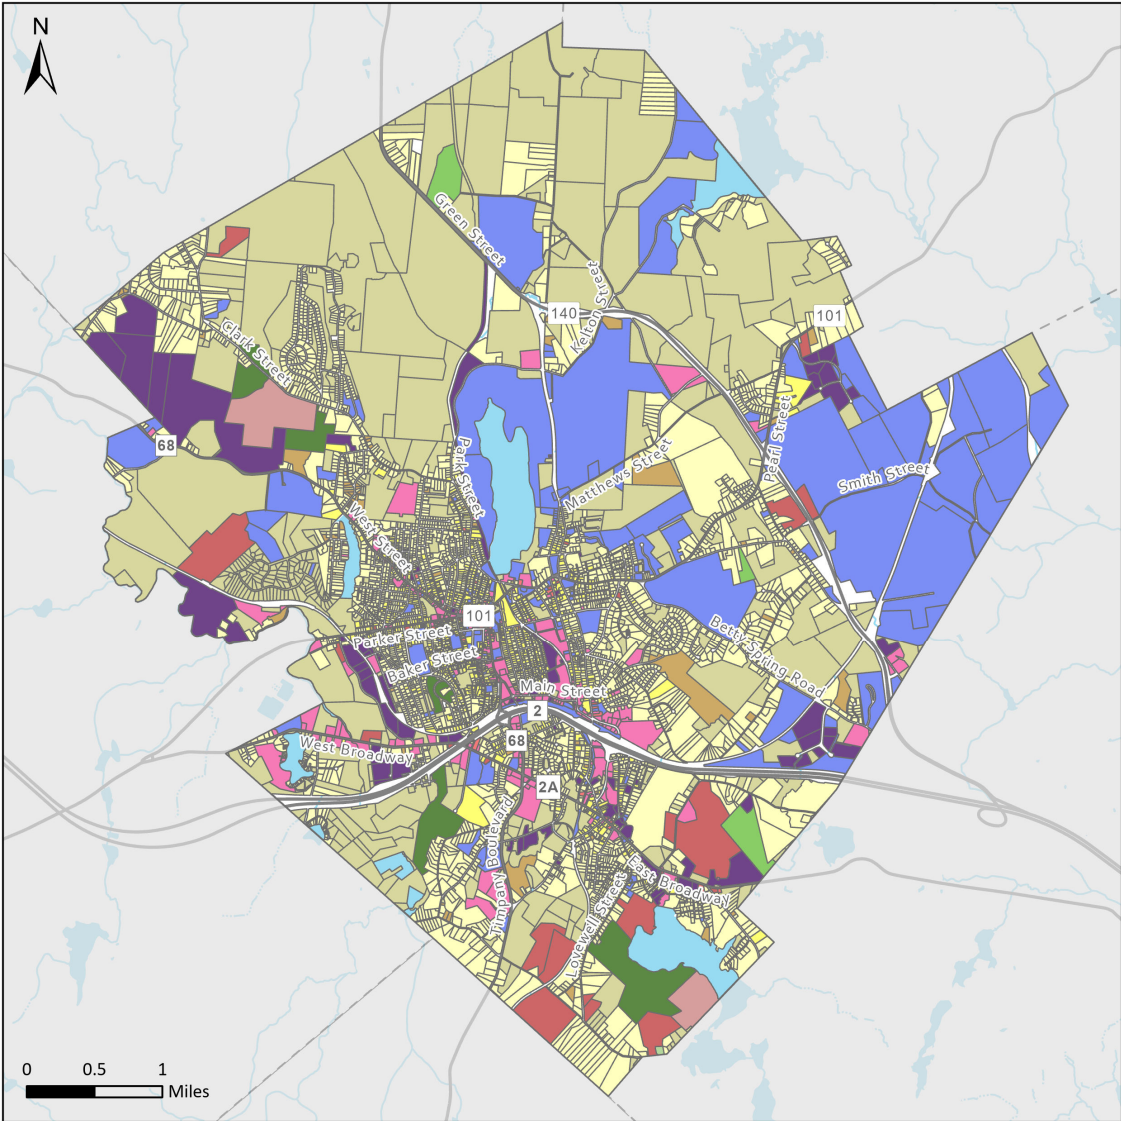 N
Green Street
Kelton Street
140
101
Clark Street
Park Street
Pearl Street
68
Matthews Street
Smith Street
West Street
101
Parker Street
Betty Spring Road
Baker Street
Main Street
2
68
West Broadway
2A
Timpany Boulevard
East Broadway
Lovewell Street
0 0.5 1
Miles